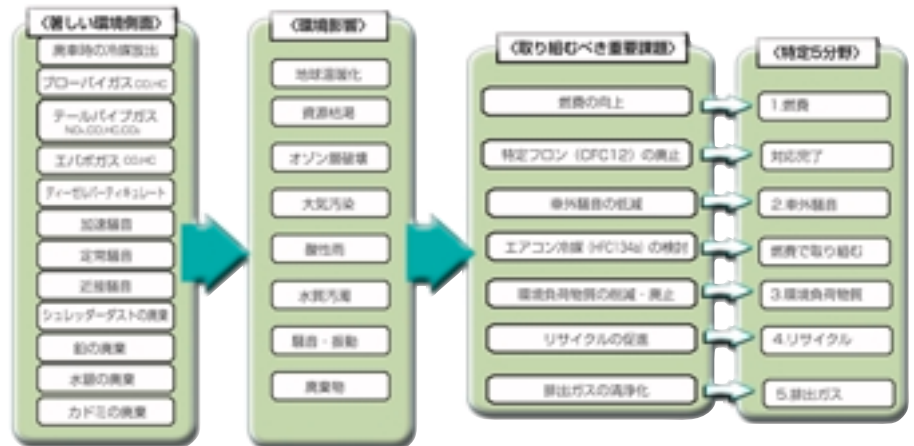 〈著しい環境側面〉
廃車時の冷媒放出
ブローバイガス CO,HC
テールパイプガス
NOx,CO,HC,CO₂
エバポガス CO,HC
ディーゼルパーティキュレート
加速騒音
定常騒音
近接騒音
シュレッダーダストの廃棄
鉛の廃棄
水銀の廃棄
カドミの廃棄
〈環境影響〉
地球温暖化
資源枯渇
オゾン層破壊
大気汚染
酸性雨
水質汚濁
騒音・振動
廃棄物
〈取り組むべき重要課題〉
燃費の向上
特定フロン（CFC12）の廃止
車外騒音の低減
エアコン冷媒（HFC134a）の検討
環境負荷物質の削減・廃止
リサイクルの促進
排出ガスの清浄化
〈特定5分野〉
1.燃費
対応完了
2.車外騒音
燃費で取り組む
3.環境負荷物質
4.リサイクル
5.排出ガス